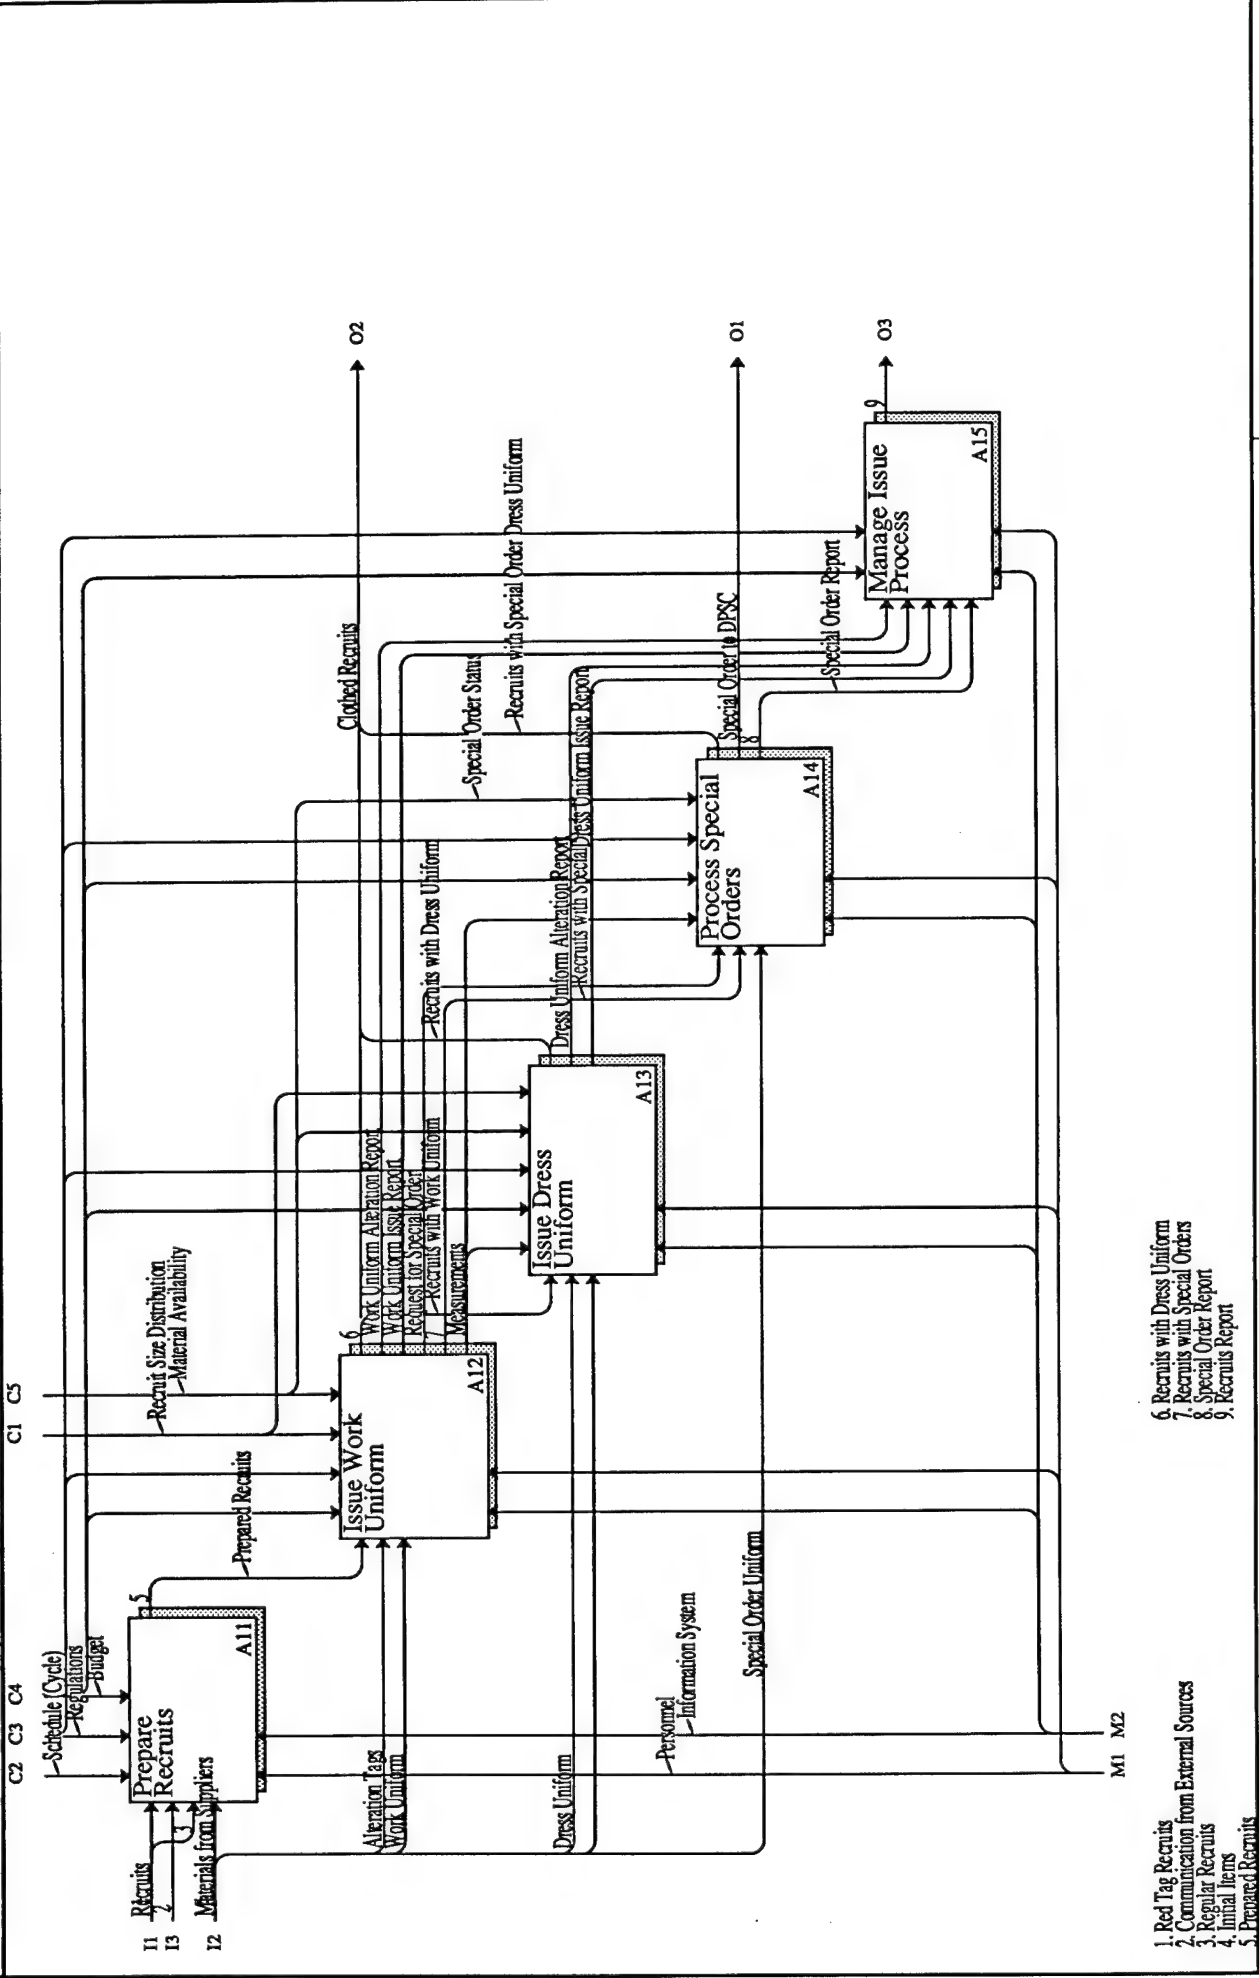 C2
C3
C4
C1
C5
Schedule (Cycle)
Regulations
Budget
Recruit Size Distribution
Material Availability
I1
I3
I2
Recruits
2
3
Materials from Suppliers
Prepare
Recruits
A11
5
Prepared Recruits
Alteration Tags
Work Uniform
Issue Work
Uniform
A12
6
Work Uniform Alteration Report
Work Uniform Issue Report
Request for Special Order
7
Recruits with Work Uniform
Measurements
Dress Uniform
Issue Dress
Uniform
A13
Recruits with Dress Uniform
Dress Uniform Alteration Report
Recruits with Special
Dress Uniform Issue Report
Clothed Recruits
Special Order Status
Recruits with Special Order Dress Uniform
Special Order Uniform
Process Special
Orders
A14
Special Order to DPSC
8
Special Order Report
Manage Issue
Process
A15
9
O2
O1
O3
Personnel
Information System
M1
M2
1. Red Tag Recruits
2. Communication from External Sources
3. Regular Recruits
4. Initial Items
5. Prepared Recruits
6. Recruits with Dress Uniform
7. Recruits with Special Orders
8. Special Order Report
9. Recruits Report